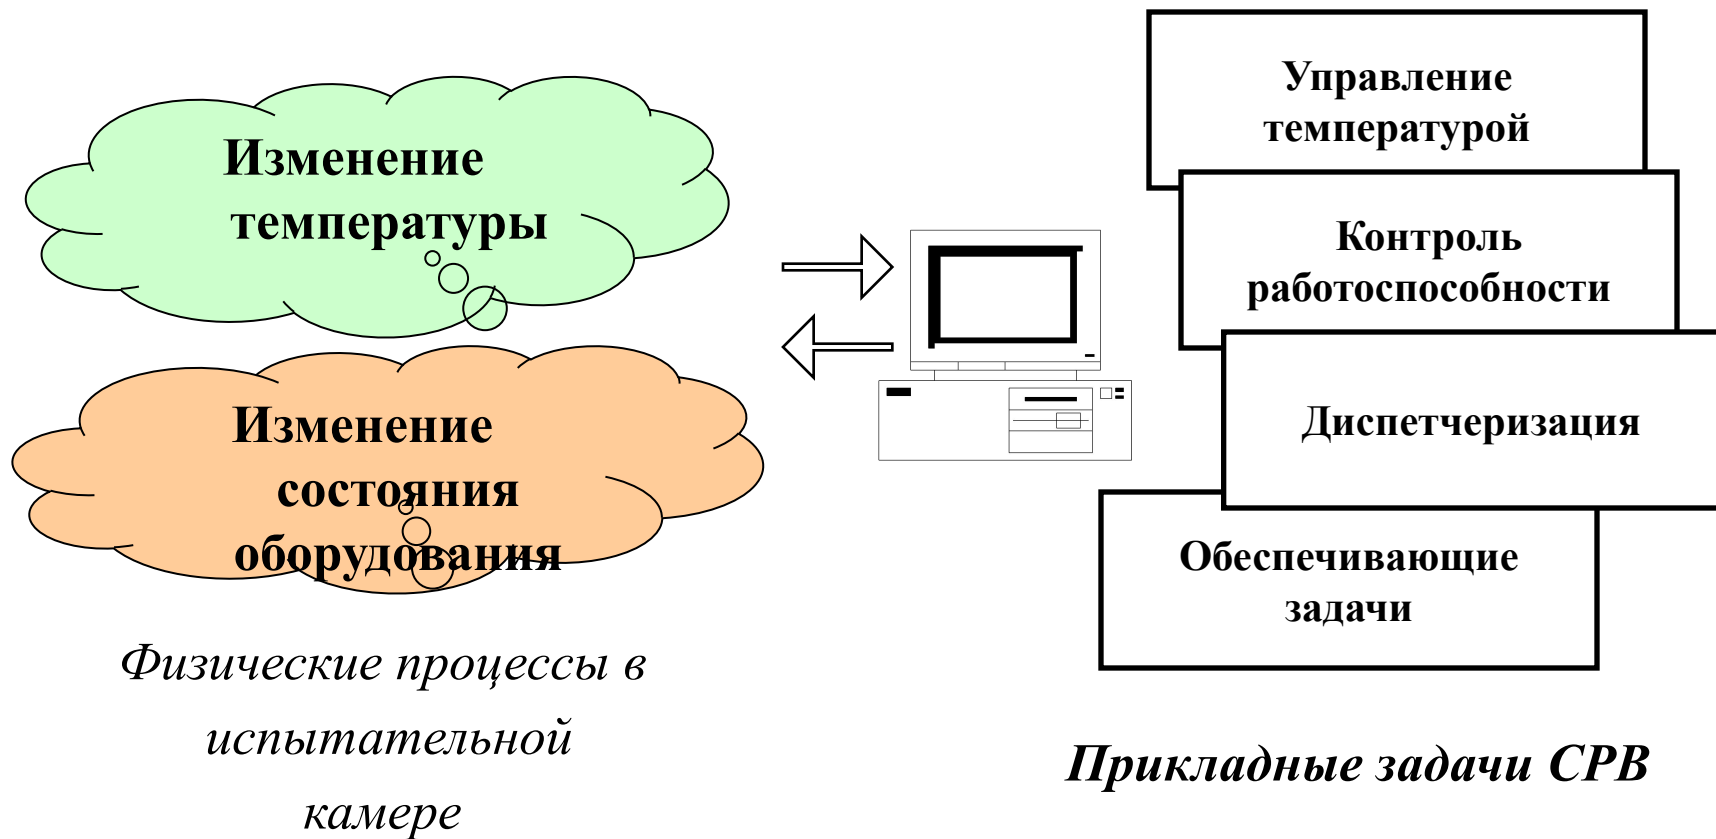 Изменение
температуры
Изменение
состояния
оборудования
Физические процессы в
испытательной
камере
Управление
температурой
Контроль
работоспособности
Диспетчеризация
Обеспечивающие
задачи
Прикладные задачи СРВ